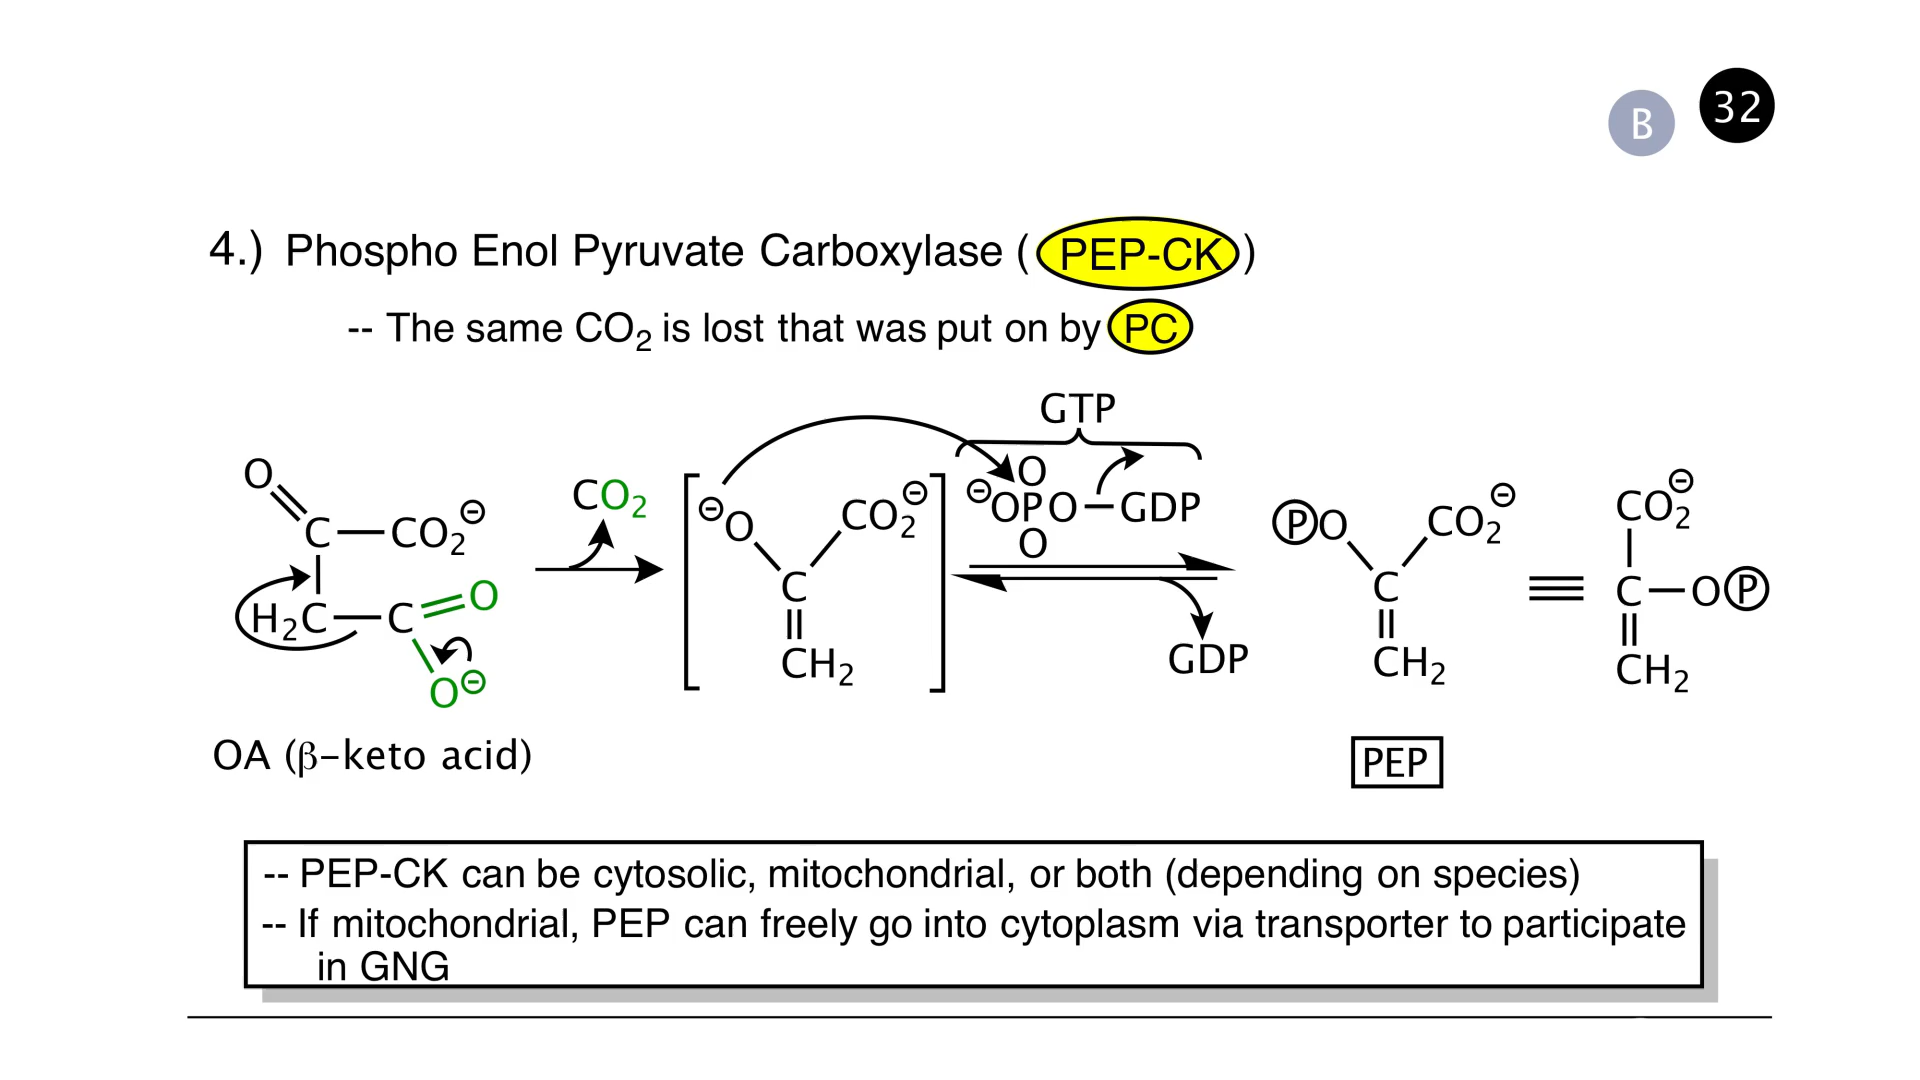 B 32
4.) Phospho Enol Pyruvate Carboxylase ( PEP-CK )
-- The same CO2 is lost that was put on by PC
GTP
O
C — CO2⊖
H2C — C = O
O⊖
CO2
⊖O
CO2⊖
C
CH2
O
⊖OPO — GDP
O
GDP
ⓅO
CO2⊖
C
CH2
≡
CO2⊖
C — OⓅ
CH2
OA (β-keto acid)
PEP
-- PEP-CK can be cytosolic, mitochondrial, or both (depending on species)
-- If mitochondrial, PEP can freely go into cytoplasm via transporter to participate
in GNG